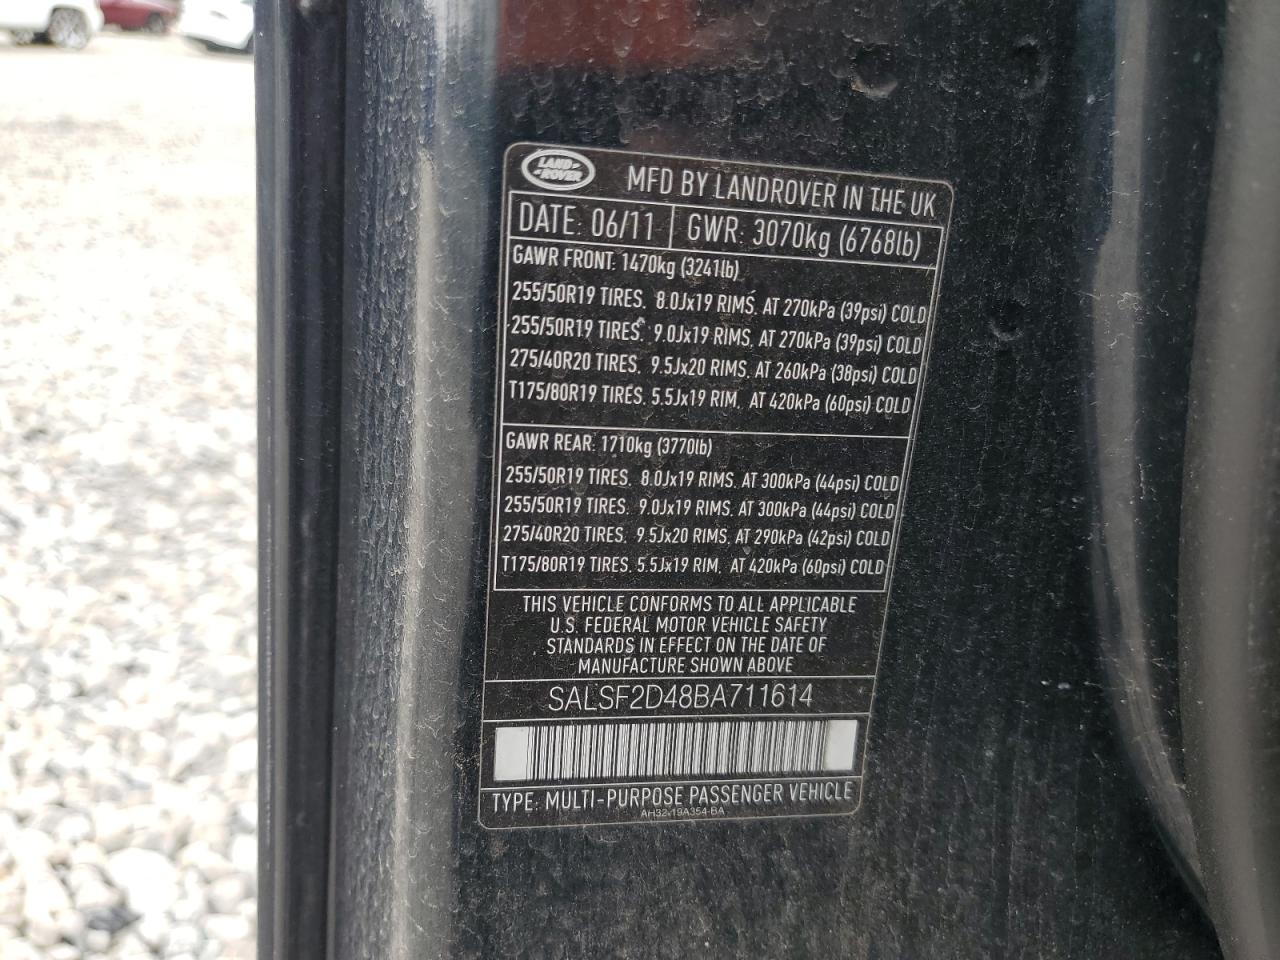 LAND ROVER
MFD BY LANDROVER IN THE UK
DATE: 06/11 GWR: 3070kg (6768lb)
GAWR FRONT: 1470kg (3241lb)
255/50R19 TIRES, 8.0Jx19 RIMS, AT 270kPa (39psi) COLD
255/50R19 TIRES, 9.0Jx19 RIMS, AT 270kPa (39psi) COLD
275/40R20 TIRES, 9.5Jx20 RIMS, AT 260kPa (38psi) COLD
T175/80R19 TIRES, 5.5Jx19 RIM, AT 420kPa (60psi) COLD
GAWR REAR: 1710kg (3770lb)
255/50R19 TIRES, 8.0Jx19 RIMS, AT 300kPa (44psi) COLD
255/50R19 TIRES, 9.0Jx19 RIMS, AT 300kPa (44psi) COLD
275/40R20 TIRES, 9.5Jx20 RIMS, AT 290kPa (42psi) COLD
T175/80R19 TIRES, 5.5Jx19 RIM, AT 420kPa (60psi) COLD
THIS VEHICLE CONFORMS TO ALL APPLICABLE
U.S. FEDERAL MOTOR VEHICLE SAFETY
STANDARDS IN EFFECT ON THE DATE OF
MANUFACTURE SHOWN ABOVE
SALSF2D48BA711614
TYPE: MULTI-PURPOSE PASSENGER VEHICLE
AH32-19A354-BA